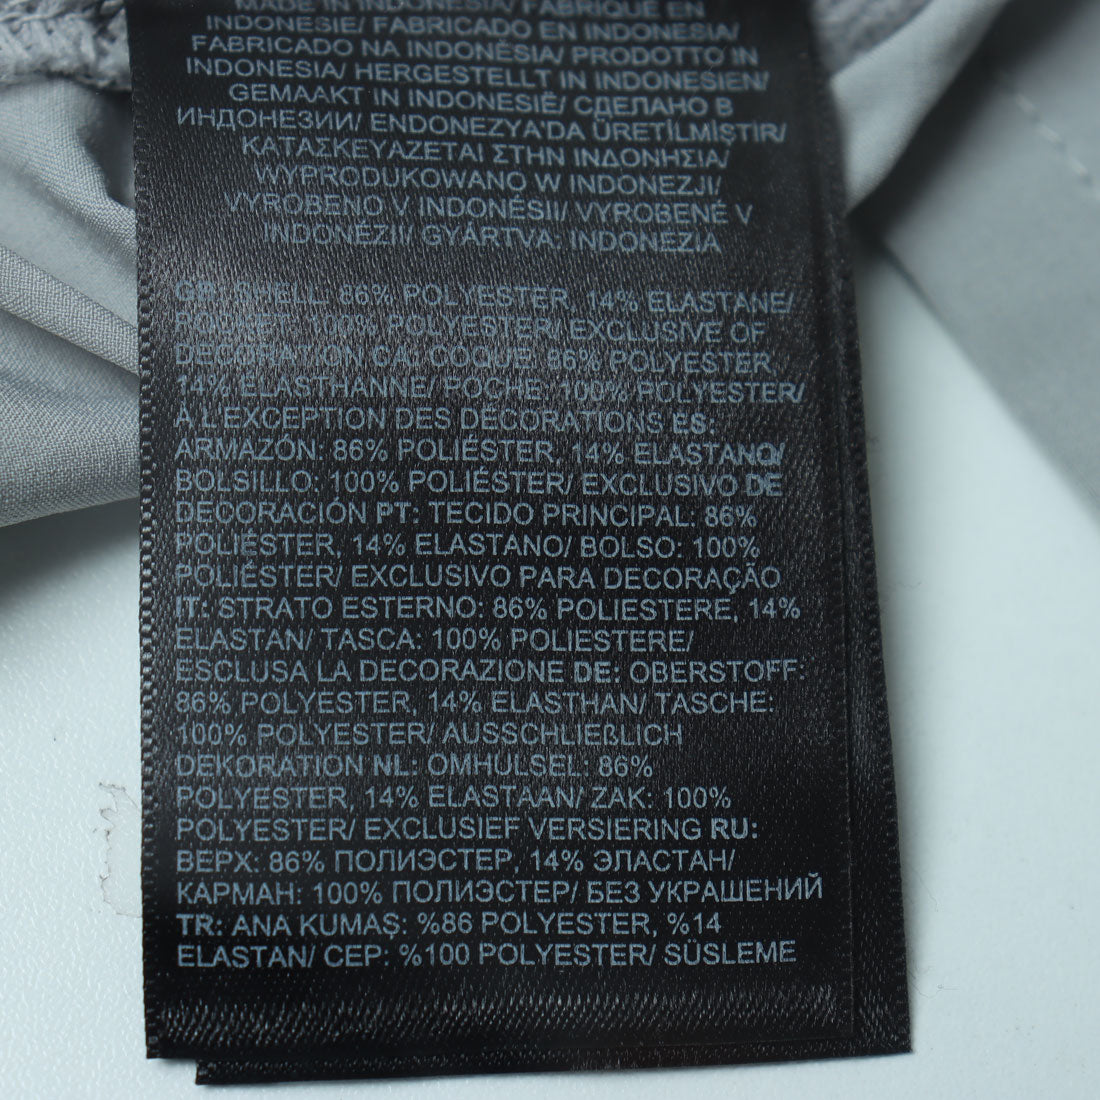 MADE IN INDONESIA/ FABRIQUÉ EN
INDONÉSIE/ FABRICADO EN INDONESIA/
FABRICADO NA INDONÉSIA/ PRODOTTO IN
INDONESIA/ HERGESTELLT IN INDONESIEN/
GEMAAKT IN INDONESIË/ СДЕЛАНО В
ИНДОНЕЗИИ/ ENDONEZYA'DA ÜRETİLMİŞTİR/
ΚΑΤΑΣΚΕΥΑΖΕΤΑΙ ΣΤΗΝ ΙΝΔΟΝΗΣΙΑ/
WYPRODUKOWANO W INDONEZJI/
VYROBENO V INDONÉSII/ VYROBENÉ V
INDONÉZII/ GYÁRTVA: INDONÉZIA
GB: SHELL: 86% POLYESTER, 14% ELASTANE/
POCKET: 100% POLYESTER/ EXCLUSIVE OF
DECORATION CA: COQUE: 86% POLYESTER,
14% ELASTHANNE/ POCHE: 100% POLYESTER/
À L'EXCEPTION DES DÉCORATIONS ES:
ARMAZÓN: 86% POLIÉSTER, 14% ELASTANO/
BOLSILLO: 100% POLIÉSTER/ EXCLUSIVO DE
DECORACIÓN PT: TECIDO PRINCIPAL: 86%
POLIÉSTER, 14% ELASTANO/ BOLSO: 100%
POLIÉSTER/ EXCLUSIVO PARA DECORAÇÃO
IT: STRATO ESTERNO: 86% POLIESTERE, 14%
ELASTAN/ TASCA: 100% POLIESTERE/
ESCLUSA LA DECORAZIONE DE: OBERSTOFF:
86% POLYESTER, 14% ELASTHAN/ TASCHE:
100% POLYESTER/ AUSSCHLIEßLICH
DEKORATION NL: OMHULSEL: 86%
POLYESTER, 14% ELASTAAN/ ZAK: 100%
POLYESTER/ EXCLUSIEF VERSIERING RU:
ВЕРХ: 86% ПОЛИЭСТЕР, 14% ЭЛАСТАН/
КАРМАН: 100% ПОЛИЭСТЕР/ БЕЗ УКРАШЕНИЙ
TR: ANA KUMAŞ: %86 POLYESTER, %14
ELASTAN/ CEP: %100 POLYESTER/ SÜSLEME